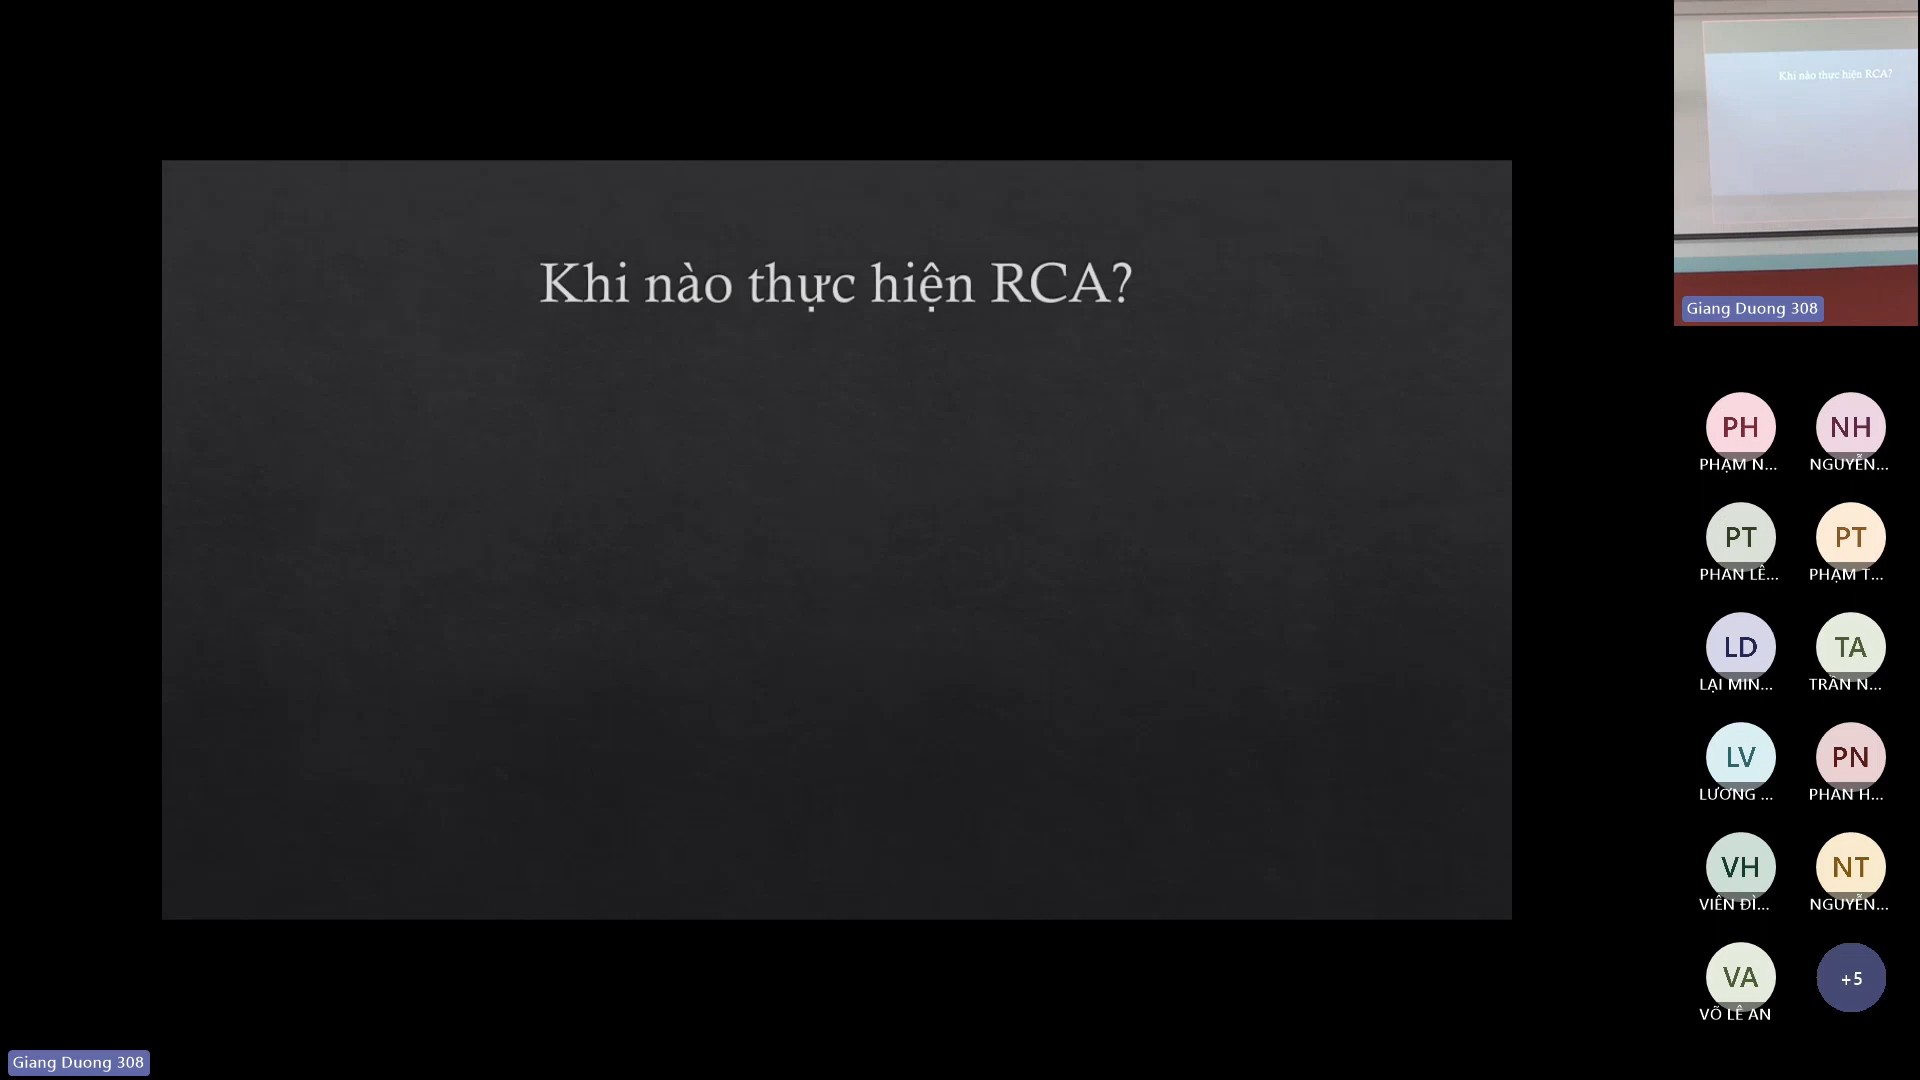 Khi nào thực hiện RCA?
Khi nào thực hiện RCA?
Giang Duong 308
PH
NH
PHẠM N...
NGUYỄN...
PT
PT
PHAN LÊ...
PHẠM T...
LD
TA
LẠI MIN...
TRẦN N...
LV
PN
LƯƠNG ...
PHAN H...
VH
NT
VIÊN ĐÌ...
NGUYỄN...
VA
+5
VÕ LÊ AN
Giang Duong 308